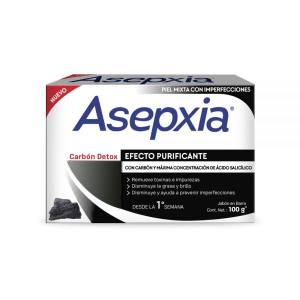 PIEL MIXTA CON IMPERFECCIONES
NUEVO
Asepxia®
Carbón Detox
EFECTO PURIFICANTE
CON CARBÓN Y MÁXIMA CONCENTRACIÓN DE ÁCIDO SALICÍLICO
• Remueve toxinas e impurezas
• Disminuye la grasa y brillo
• Disminuye y ayuda a prevenir imperfecciones
DESDE LA 1ª SEMANA
Jabón en Barra
Cont. Net.: 100 g